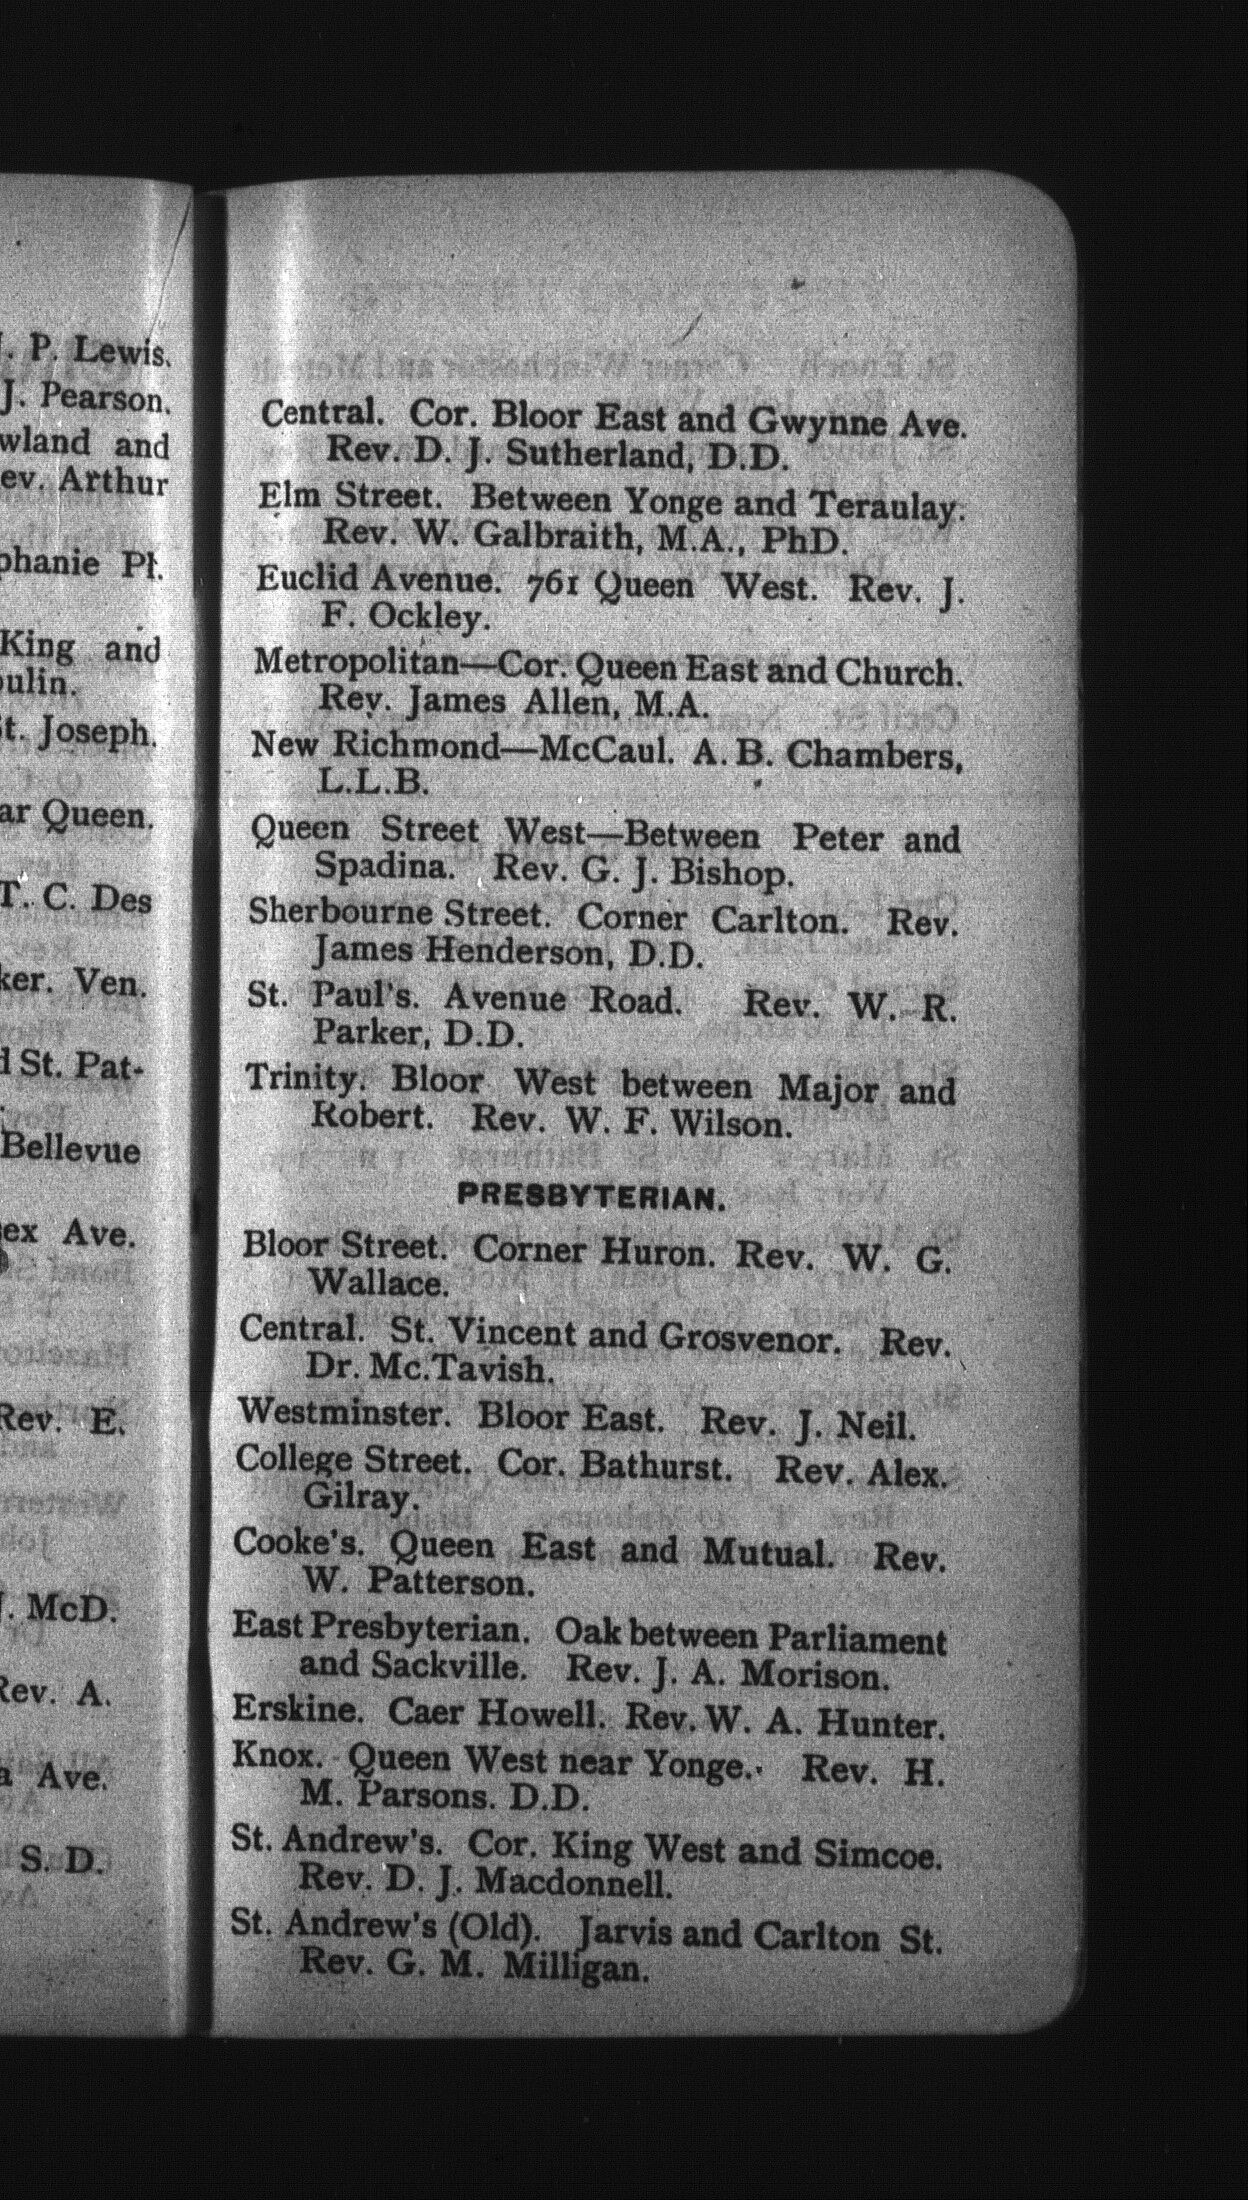 J. P. Lewis.
J. Pearson.
wland and
ev. Arthur
phanie Pl.
King and
oulin.
St. Joseph.
ar Queen.
T. C. Des
ker. Ven.
d St. Pat-
Bellevue
sex Ave.
Rev. E.
J. McD.
Rev. A.
a Ave.
S. D.
Central. Cor. Bloor East and Gwynne Ave.
Rev. D. J. Sutherland, D.D.
Elm Street. Between Yonge and Teraulay.
Rev. W. Galbraith, M.A., PhD.
Euclid Avenue. 761 Queen West. Rev. J.
F. Ockley.
Metropolitan—Cor. Queen East and Church.
Rev. James Allen, M.A.
New Richmond—McCaul. A. B. Chambers,
L.L.B.
Queen Street West—Between Peter and
Spadina. Rev. G. J. Bishop.
Sherbourne Street. Corner Carlton. Rev.
James Henderson, D.D.
St. Paul's. Avenue Road. Rev. W. R.
Parker, D.D.
Trinity. Bloor West between Major and
Robert. Rev. W. F. Wilson.
PRESBYTERIAN.
Bloor Street. Corner Huron. Rev. W. G.
Wallace.
Central. St. Vincent and Grosvenor. Rev.
Dr. Mc.Tavish.
Westminster. Bloor East. Rev. J. Neil.
College Street. Cor. Bathurst. Rev. Alex.
Gilray.
Cooke's. Queen East and Mutual. Rev.
W. Patterson.
East Presbyterian. Oak between Parliament
and Sackville. Rev. J. A. Morison.
Erskine. Caer Howell. Rev. W. A. Hunter.
Knox. Queen West near Yonge. Rev. H.
M. Parsons. D.D.
St. Andrew's. Cor. King West and Simcoe.
Rev. D. J. Macdonnell.
St. Andrew's (Old). Jarvis and Carlton St.
Rev. G. M. Milligan.